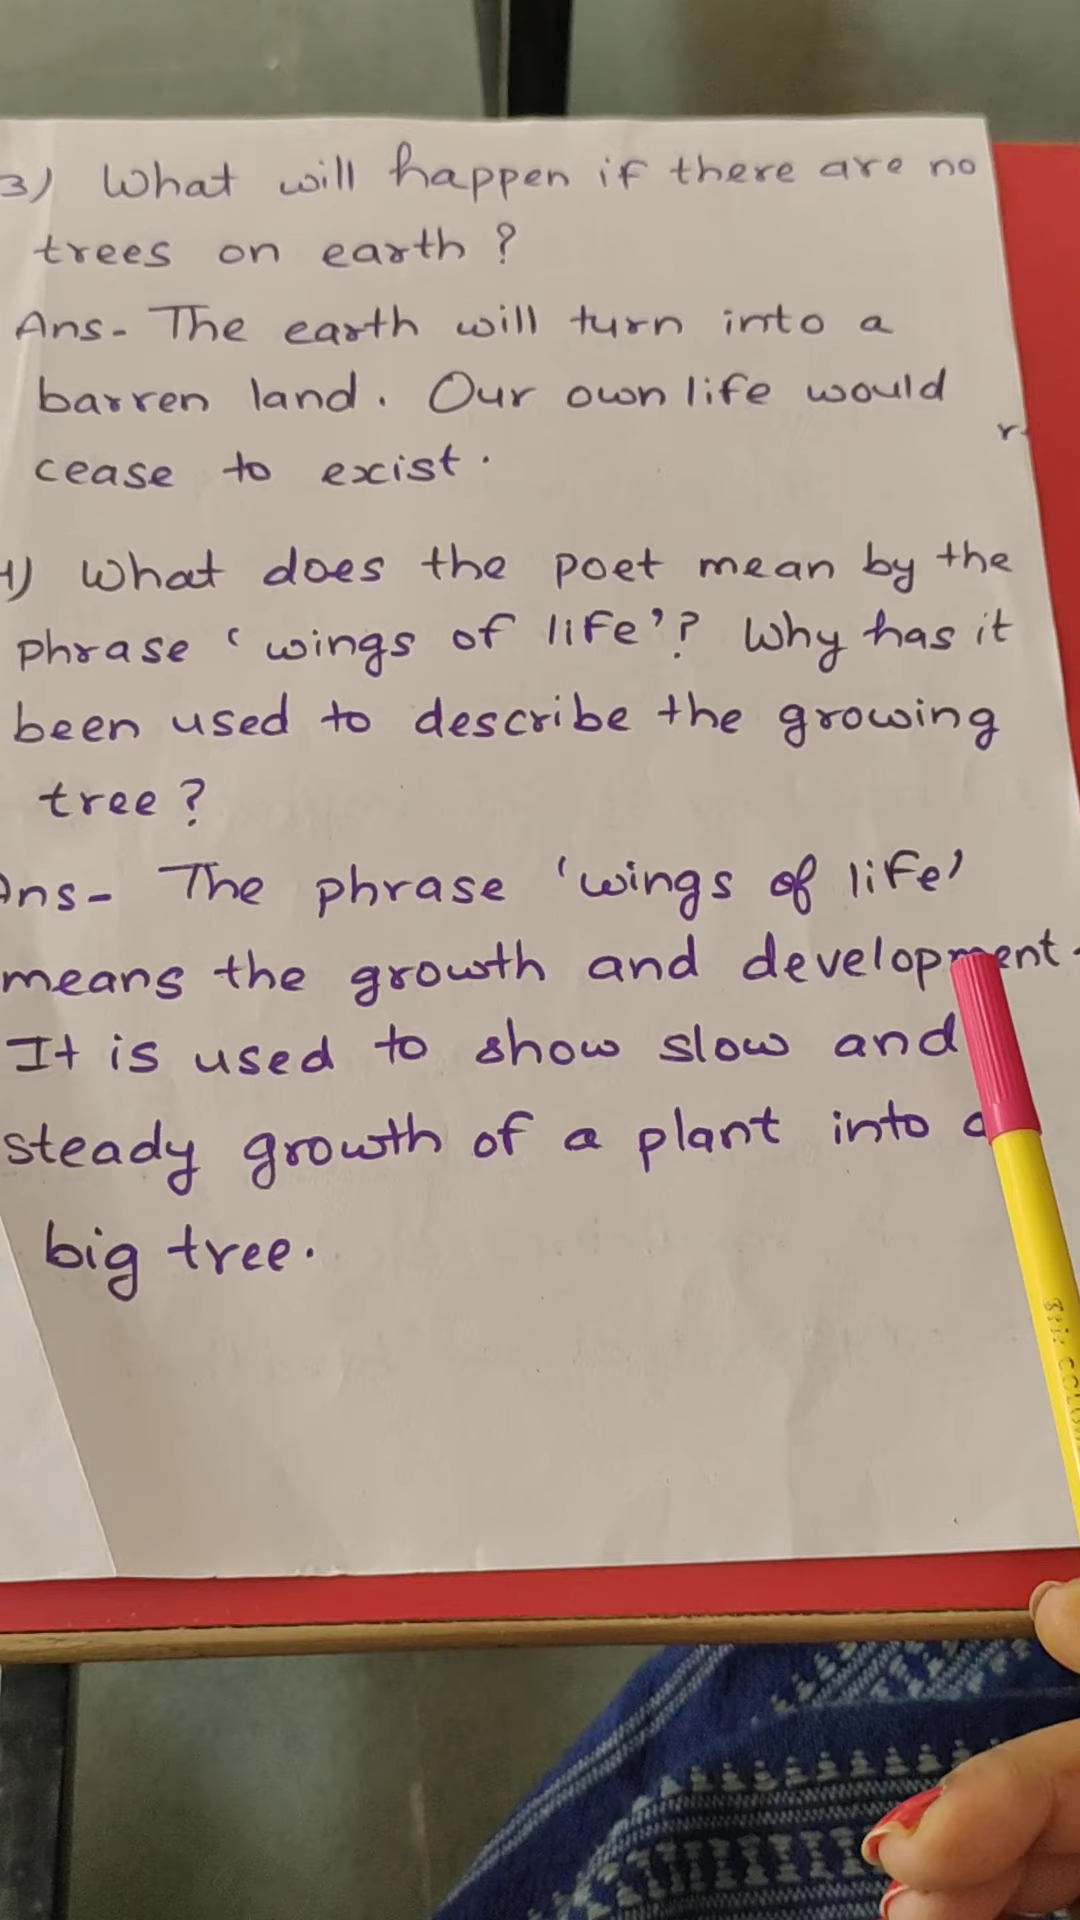 3) What will happen if there are no
trees on earth ?
Ans- The earth will turn into a
barren land. Our own life would
cease to exist.
4) What does the poet mean by the
phrase 'wings of life'? Why has it
been used to describe the growing
tree ?
Ans- The phrase 'wings of life'
means the growth and development.
It is used to show slow and
steady growth of a plant into a
big tree.